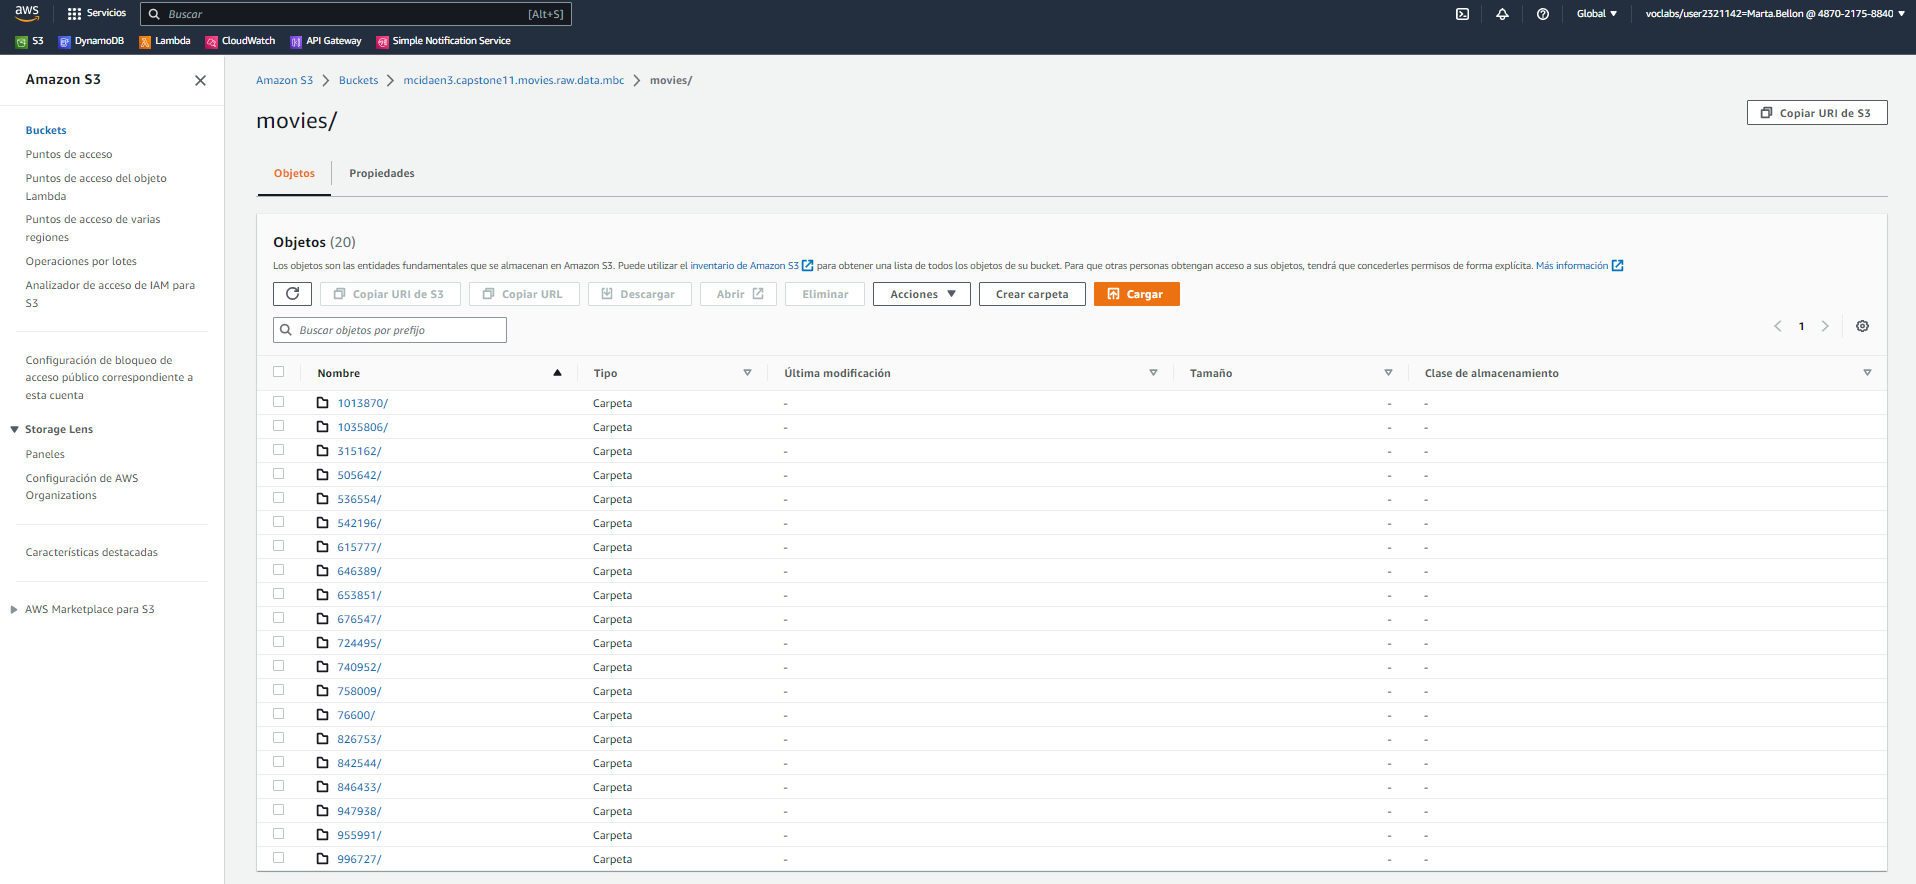 aws Servicios Buscar [Alt+S] Global voclabs/user2321142=Marta.Bellon @ 4870-2175-8840
S3 DynamoDB Lambda CloudWatch API Gateway Simple Notification Service
Amazon S3
Buckets
Puntos de acceso
Puntos de acceso del objeto
Lambda
Puntos de acceso de varias
regiones
Operaciones por lotes
Analizador de acceso de IAM para
S3
Configuración de bloqueo de
acceso público correspondiente a
esta cuenta
Storage Lens
Paneles
Configuración de AWS
Organizations
Características destacadas
AWS Marketplace para S3
Amazon S3 Buckets mcidaen3.capstone11.movies.raw.data.mbc movies/
movies/
Copiar URI de S3
Objetos Propiedades
Objetos (20)
Los objetos son las entidades fundamentales que se almacenan en Amazon S3. Puede utilizar el inventario de Amazon S3 para obtener una lista de todos los objetos de su bucket. Para que otras personas obtengan acceso a sus objetos, tendrá que concederles permisos de forma explícita. Más información
Copiar URI de S3 Copiar URL Descargar Abrir Eliminar Acciones Crear carpeta Cargar
Buscar objetos por prefijo 1
Nombre Tipo Última modificación Tamaño Clase de almacenamiento
1013870/ Carpeta - - -
1035806/ Carpeta - - -
315162/ Carpeta - - -
505642/ Carpeta - - -
536554/ Carpeta - - -
542196/ Carpeta - - -
615777/ Carpeta - - -
646389/ Carpeta - - -
653851/ Carpeta - - -
676547/ Carpeta - - -
724495/ Carpeta - - -
740952/ Carpeta - - -
758009/ Carpeta - - -
76600/ Carpeta - - -
826753/ Carpeta - - -
842544/ Carpeta - - -
846433/ Carpeta - - -
947938/ Carpeta - - -
955991/ Carpeta - - -
996727/ Carpeta - - -